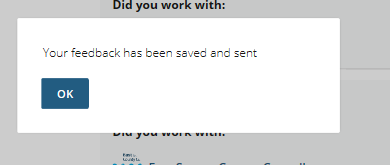 Did you work with:
Your feedback has been saved and sent
OK
Did you work with: